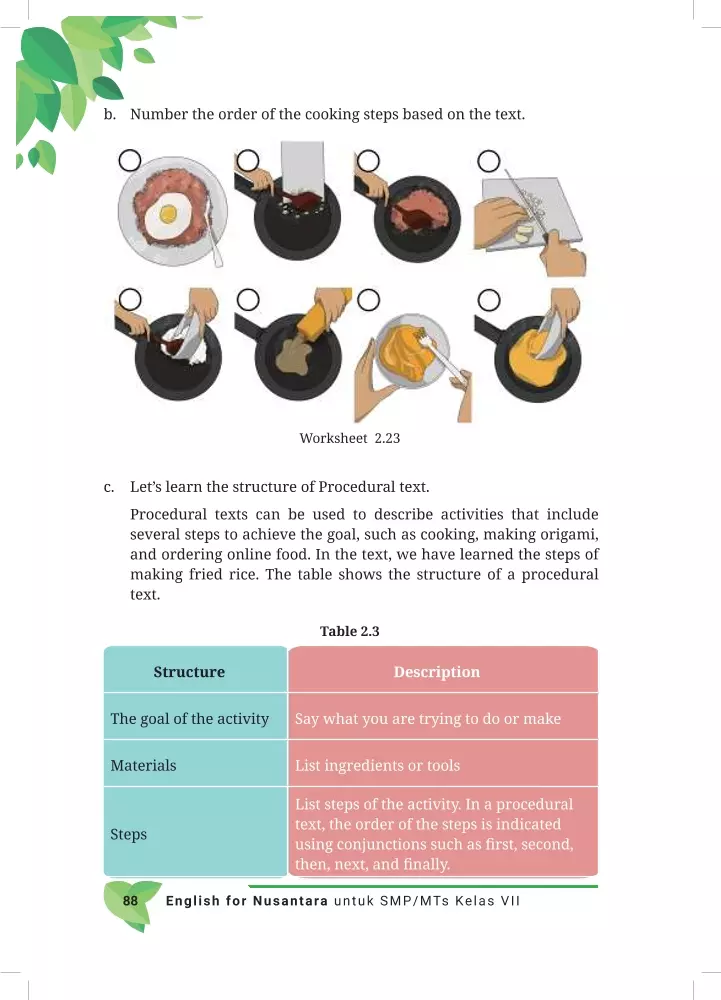 b. Number the order of the cooking steps based on the text.
Worksheet 2.23
c. Let’s learn the structure of Procedural text.
Procedural texts can be used to describe activities that include
several steps to achieve the goal, such as cooking, making origami,
and ordering online food. In the text, we have learned the steps of
making fried rice. The table shows the structure of a procedural
text.
Table 2.3
Structure Description
The goal of the activity Say what you are trying to do or make
Materials List ingredients or tools
Steps List steps of the activity. In a procedural
text, the order of the steps is indicated
using conjunctions such as first, second,
then, next, and finally.
88 English for Nusantara untuk SMP/MTs Kelas VII